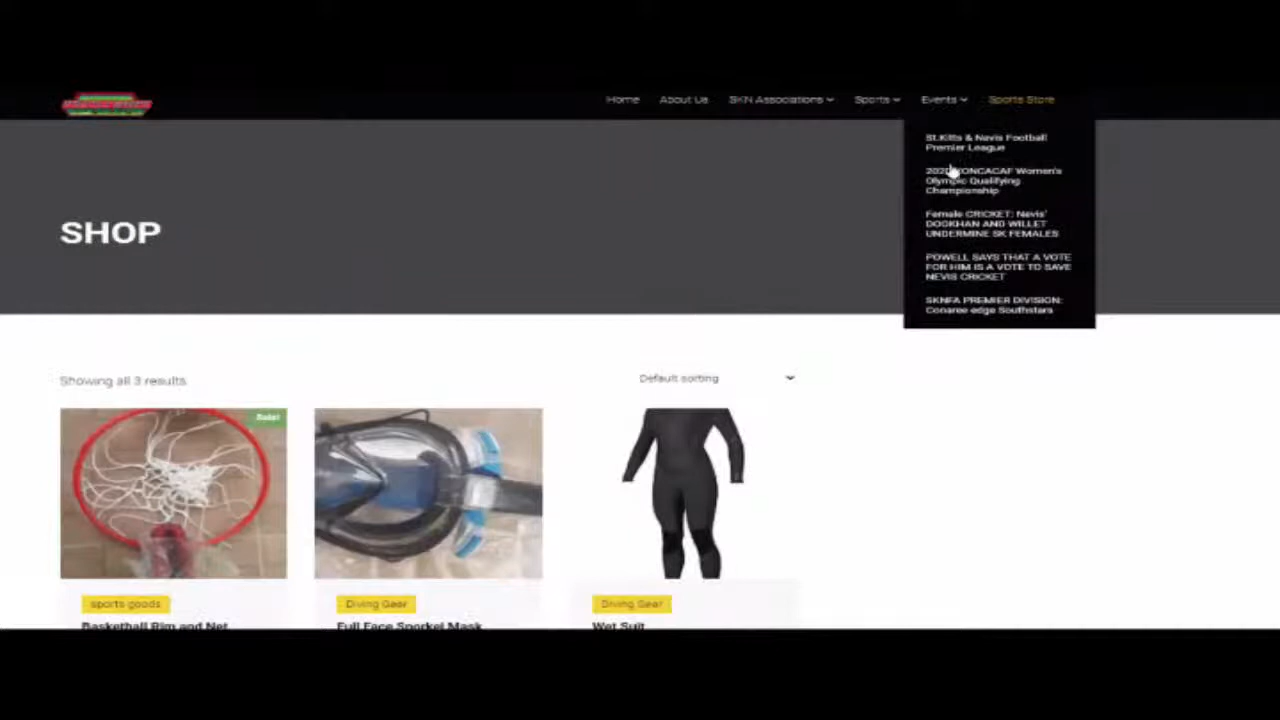 Home About Us SKN Associations Sports Events Sports Store
St.Kitts & Nevis Football
Premier League
CONCACAF Women's
Olympic Qualifying
Championship
Female CRICKET: Nevis'
DOOKHAN AND WILLET
UNDERMINE SK FEMALES
POWELL SAYS THAT A VOTE
FOR HIM IS A VOTE TO SAVE
NEVIS CRICKET
SKNFA PREMIER DIVISION:
Conaree edge Southstars
SHOP
Showing all 3 results
Default sorting
Sale!
sports goods
Diving Gear
Diving Gear
Basketball Rim and Net
Full Face Snorkel Mask
Wet Suit